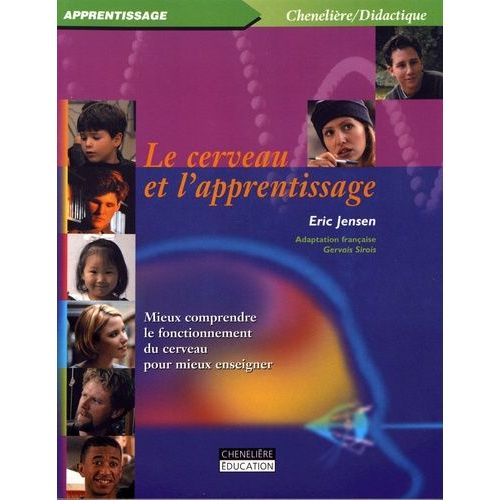 APPRENTISSAGE
Chenelière/Didactique
Le cerveau
et l'apprentissage
Eric Jensen
Adaptation française
Gervais Sirois
Mieux comprendre
le fonctionnement
du cerveau
pour mieux enseigner
CHENELIÈRE
ÉDUCATION